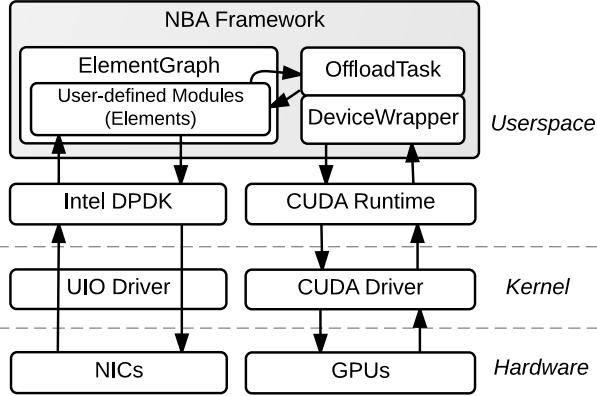 NBA Framework
ElementGraph
User-defined Modules
(Elements)
OffloadTask
DeviceWrapper
Userspace
Intel DPDK
CUDA Runtime
UIO Driver
CUDA Driver
Kernel
NICs
GPUs
Hardware